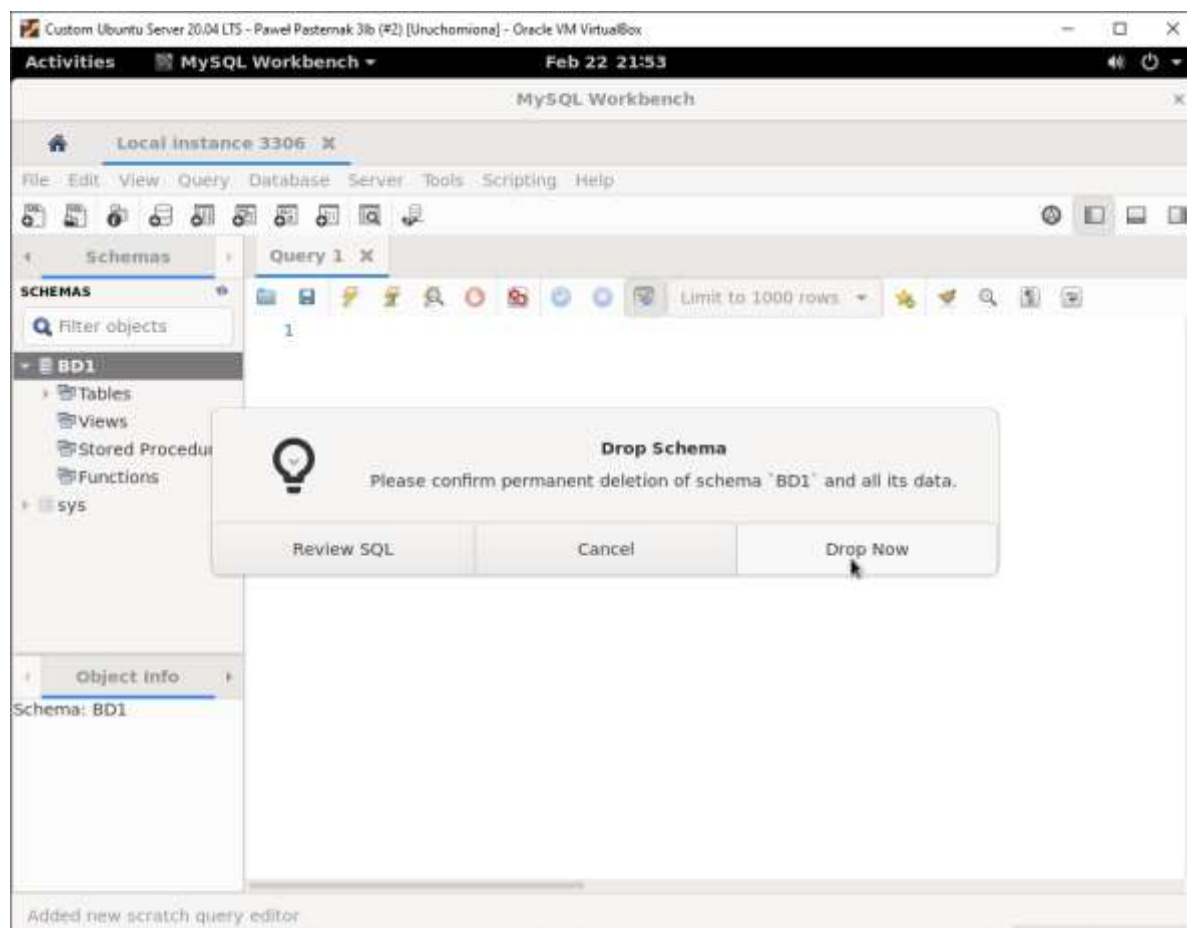 Custom Ubuntu Server 20.04 LTS - Paweł Pasternak 3Ib (#2) [Uruchomiona] - Oracle VM VirtualBox
Activities MySQL Workbench Feb 22 21:53
MySQL Workbench
Local instance 3306
File Edit View Query Database Server Tools Scripting Help
Schemas Query 1
SCHEMAS
Limit to 1000 rows
Filter objects
1
BD1
Tables
Views
Stored Procedu
Functions
sys
Drop Schema
Please confirm permanent deletion of schema `BD1` and all its data.
Review SQL Cancel Drop Now
Object Info
Schema: BD1
Added new scratch query editor